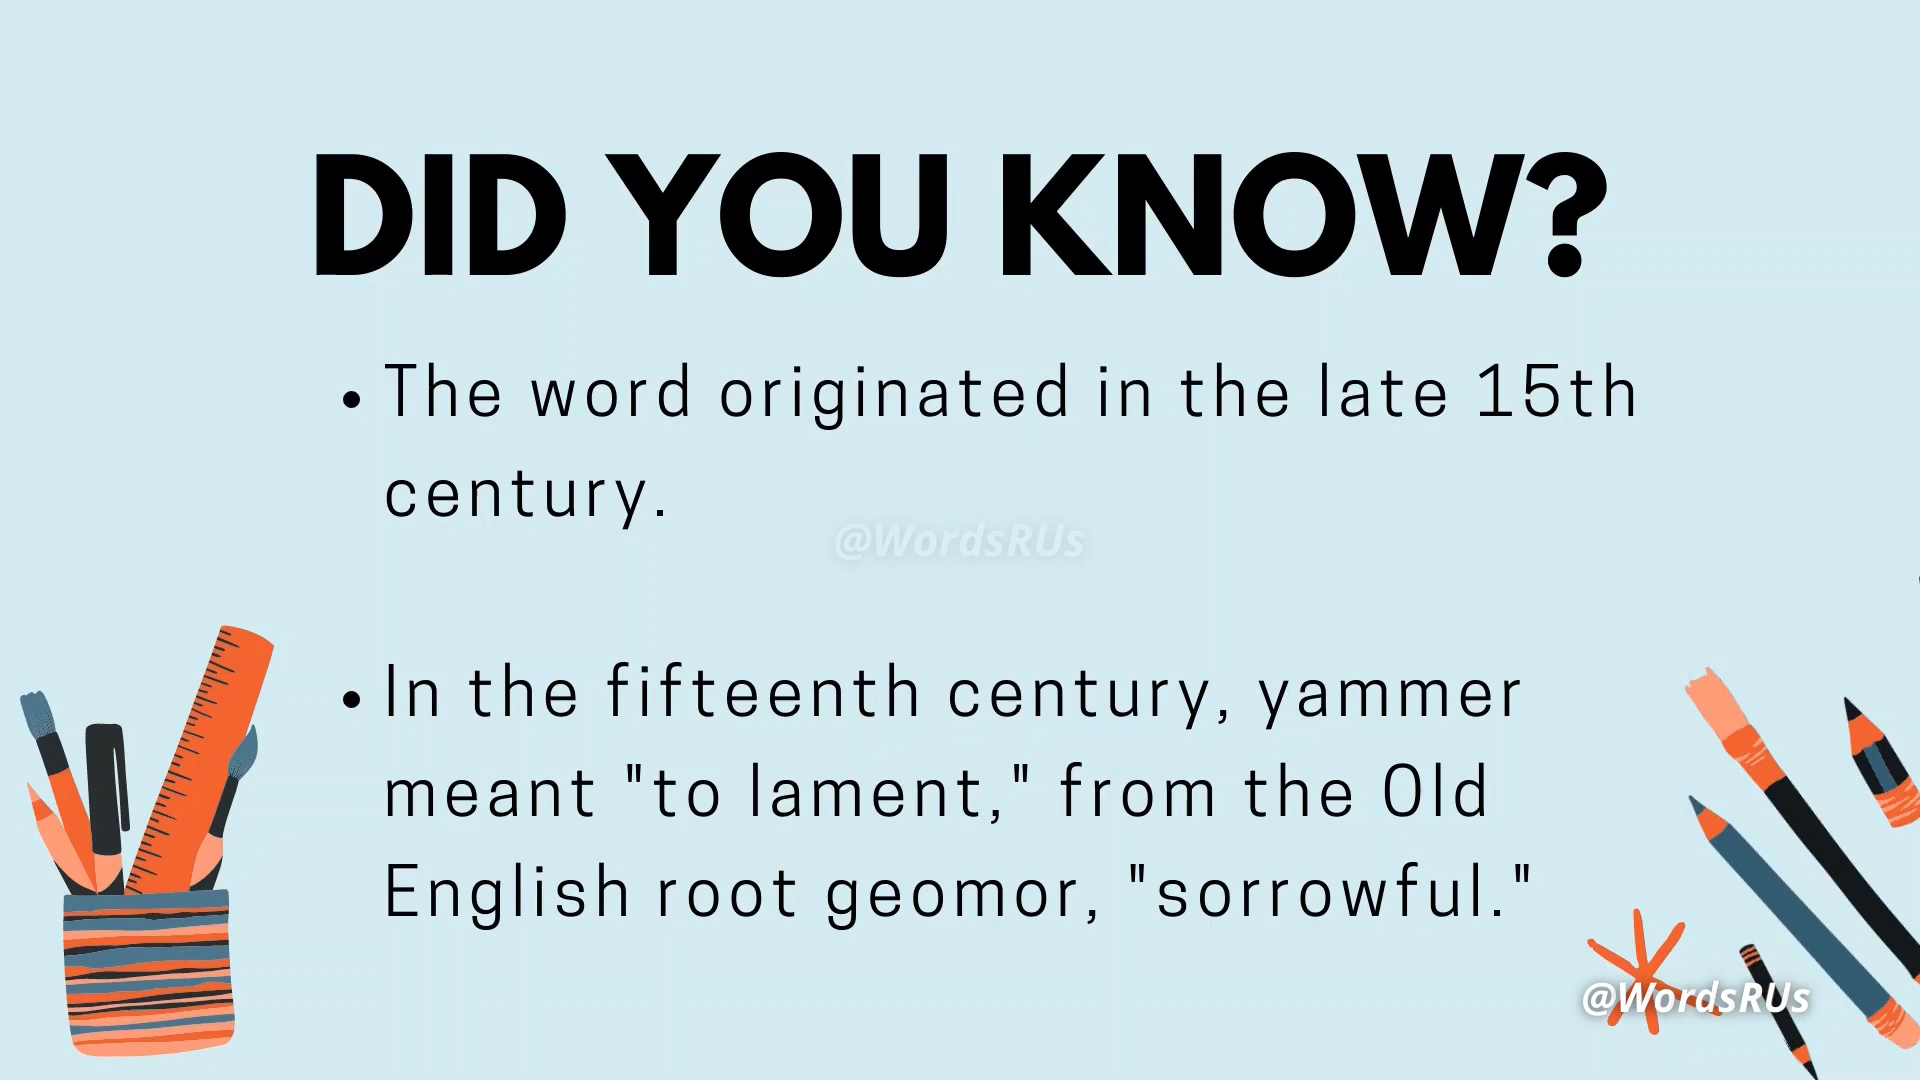 DID YOU KNOW?
• The word originated in the late 15th
century.
@WordsRUs
• In the fifteenth century, yammer
meant "to lament," from the Old
English root geomor, "sorrowful."
@WordsRUs